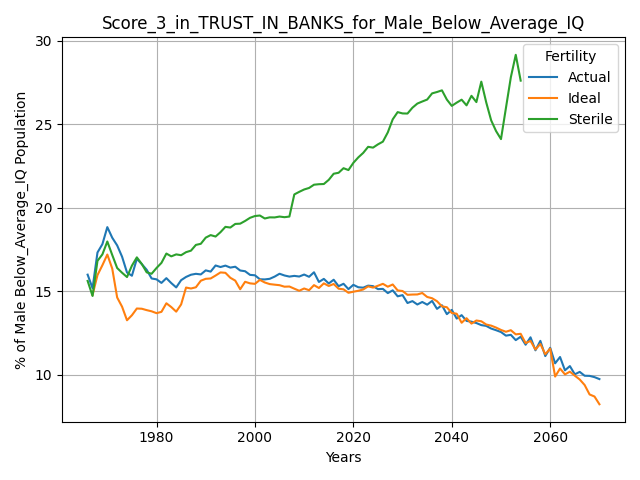 Score_3_in_TRUST_IN_BANKS_for_Male_Below_Average_IQ
% of Male Below_Average_IQ Population
30
25
20
15
10
Fertility
Actual
Ideal
Sterile
1980
2000
2020
2040
2060
Years